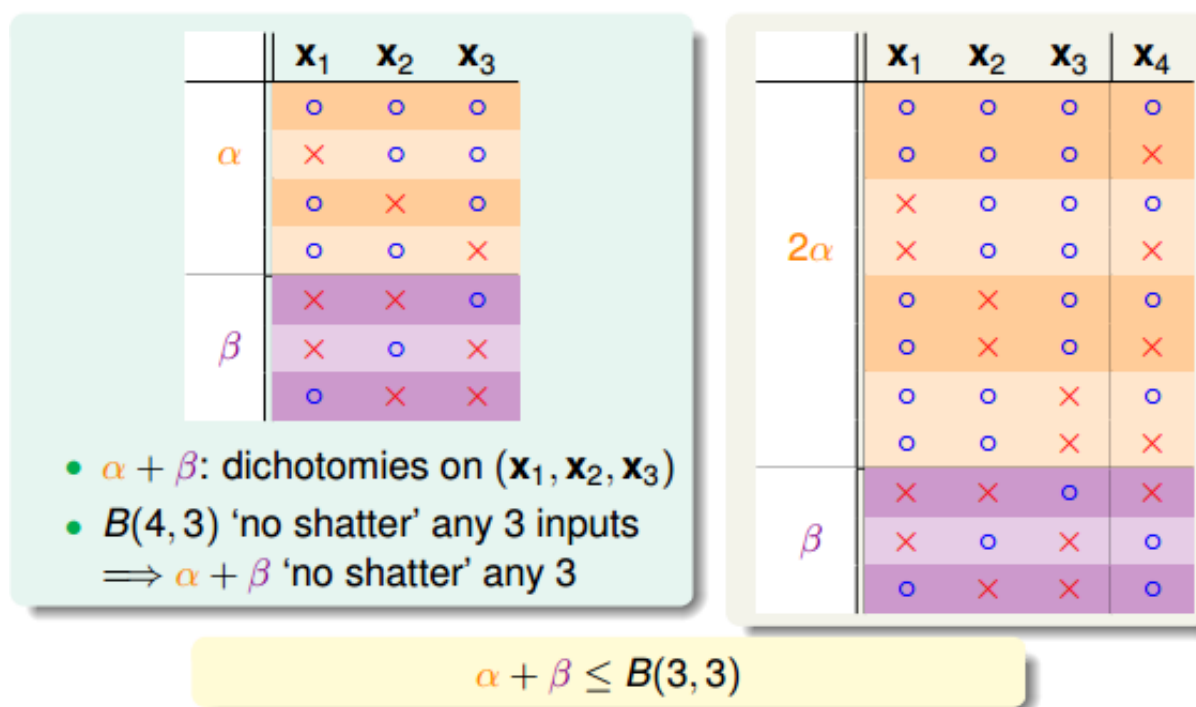 x₁ x₂ x₃
○ ○ ○
α × ○ ○
○ × ○
○ ○ ×
× × ○
β × ○ ×
○ × ×
• α + β: dichotomies on (x₁, x₂, x₃)
• B(4, 3) ‘no shatter’ any 3 inputs
⟹ α + β ‘no shatter’ any 3
x₁ x₂ x₃ x₄
○ ○ ○ ○
○ ○ ○ ×
× ○ ○ ○
2α × ○ ○ ×
○ × ○ ○
○ × ○ ×
○ ○ × ○
○ ○ × ×
× × ○ ×
β × ○ × ○
○ × × ○
α + β ≤ B(3, 3)